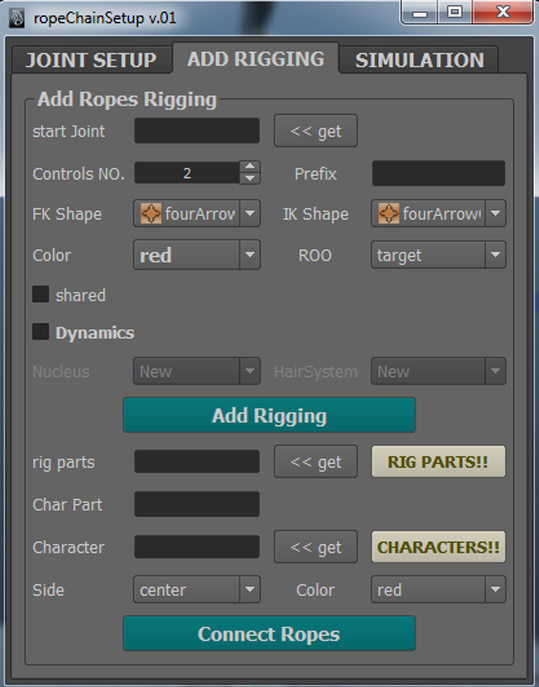 ropeChainSetup v.01
JOINT SETUP ADD RIGGING SIMULATION
Add Ropes Rigging
start Joint << get
Controls NO. 2 Prefix
FK Shape fourArrow IK Shape fourArrow
Color red ROO target
shared
Dynamics
Nucleus New HairSystem New
Add Rigging
rig parts << get RIG PARTS!!
Char Part
Character << get CHARACTERS!!
Side center Color red
Connect Ropes